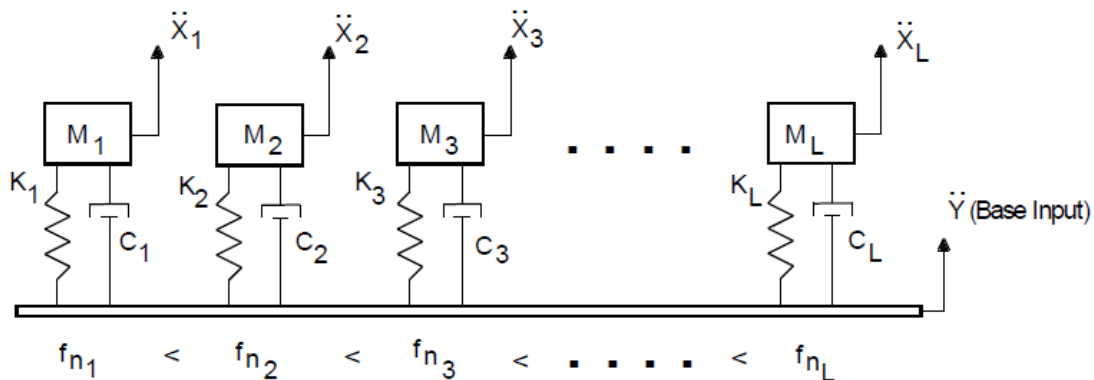 Ẍ1 Ẍ2 Ẍ3 ẌL
M1 M2 M3 . . . . ML
K1 K2 K3 KL
Ÿ (Base Input)
C1 C2 C3 CL
fn1 < fn2 < fn3 < . . . . < fnL